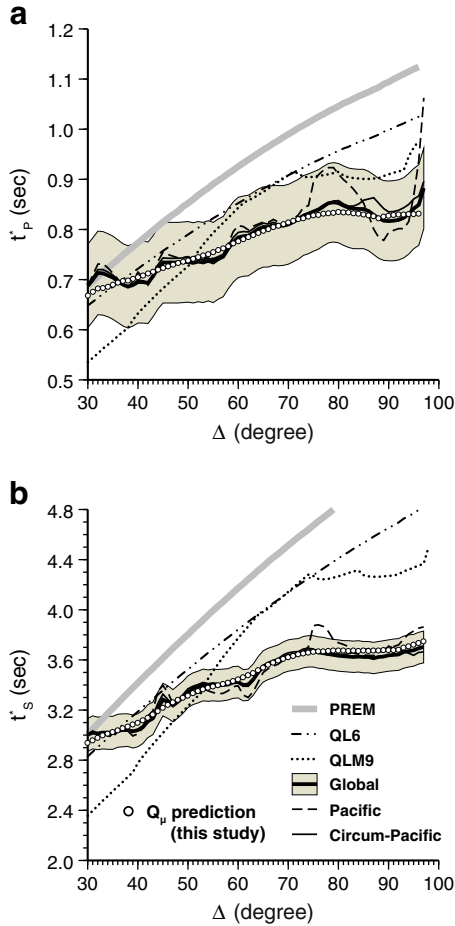 a
1.2
1.1
1.0
0.9
0.8
0.7
0.6
0.5
t*P (sec)
30 40 50 60 70 80 90 100
Δ (degree)
b
4.8
4.4
4.0
3.6
3.2
2.8
2.4
2.0
t*S (sec)
PREM
QL6
QLM9
Global
Pacific
Circum-Pacific
Qμ prediction
(this study)
30 40 50 60 70 80 90 100
Δ (degree)